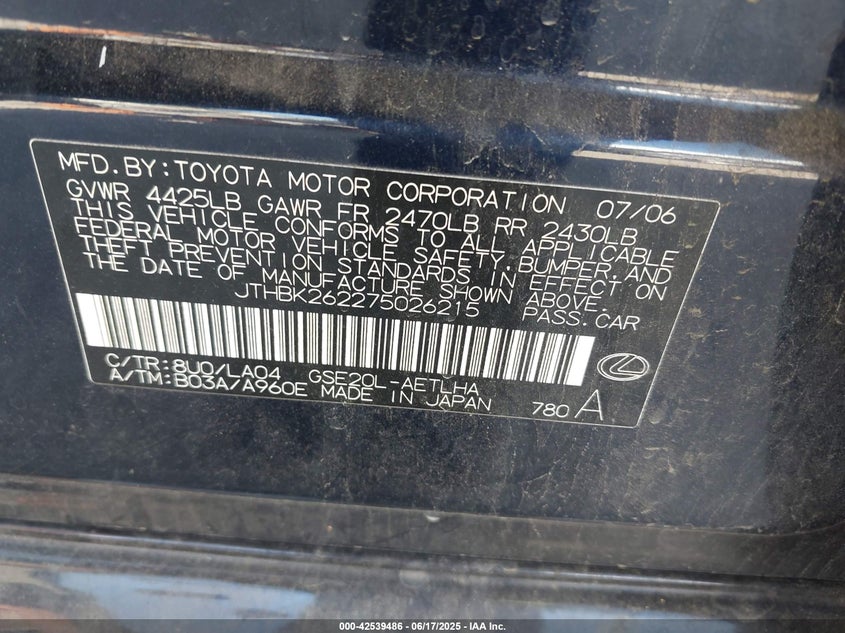 MFD.BY:TOYOTA MOTOR CORPORATION 07/06
GVWR 4425LB GAWR FR 2470LB RR 2430LB
THIS VEHICLE CONFORMS TO ALL APPLICABLE
FEDERAL MOTOR VEHICLE SAFETY,BUMPER,AND
THEFT PREVENTION STANDARDS IN EFFECT ON
THE DATE OF MANUFACTURE SHOWN ABOVE.
JTHBK262275026215 PASS.CAR
C/TR:8U0/LA04 GSE20L-AETLHA
A/TM:B03A/A960E MADE IN JAPAN 780 A
000-42539486 - 06/17/2025 - IAA Inc.